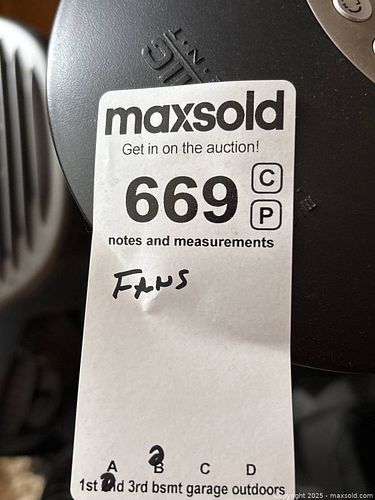 maxsold
Get in on the auction!
669 C
P
notes and measurements
FANS
A B C D
1st 2nd 3rd bsmt garage outdoors
Copyright 2025 - maxsold.com